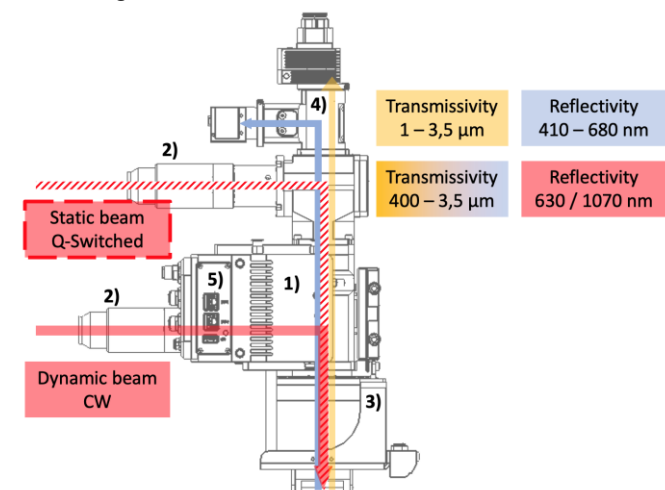 4)
Transmissivity
1 – 3,5 µm
Reflectivity
410 – 680 nm
2)
Transmissivity
400 – 3,5 µm
Reflectivity
630 / 1070 nm
Static beam
Q-Switched
5)
1)
2)
Dynamic beam
CW
3)